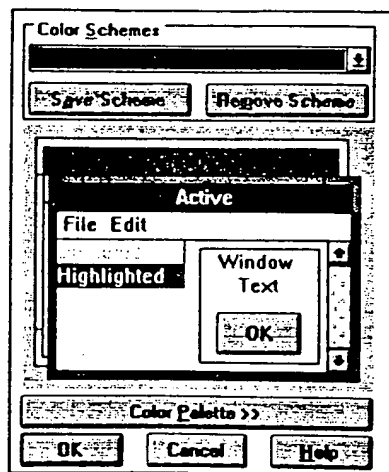 Color Schemes
Save Scheme Remove Scheme
Active
File Edit
Highlighted
Window
Text
OK
Color Palette >>
OK Cancel Help